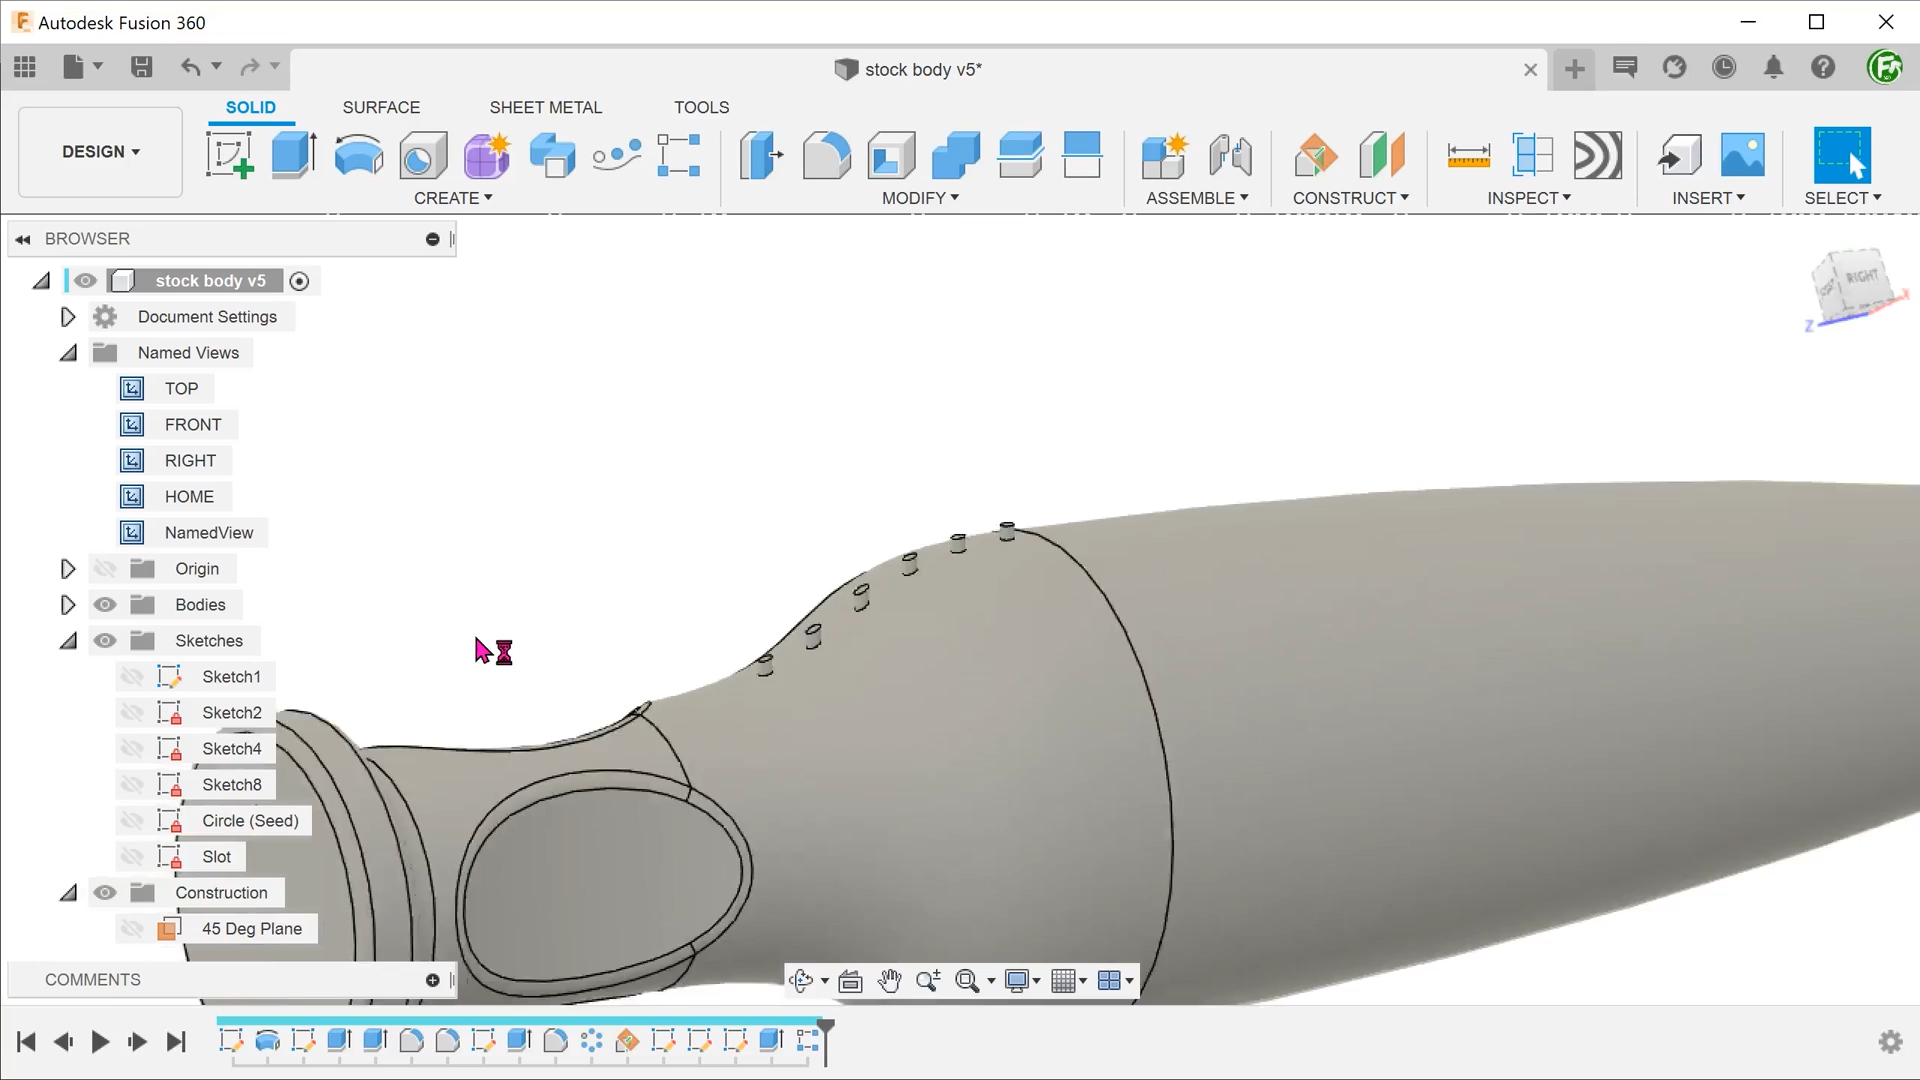 Autodesk Fusion 360
stock body v5*
SOLID
SURFACE
SHEET METAL
TOOLS
DESIGN
CREATE
MODIFY
ASSEMBLE
CONSTRUCT
INSPECT
INSERT
SELECT
BROWSER
stock body v5
Document Settings
Named Views
TOP
FRONT
RIGHT
HOME
NamedView
Origin
Bodies
Sketches
Sketch1
Sketch2
Sketch4
Sketch8
Circle (Seed)
Slot
Construction
45 Deg Plane
COMMENTS
RIGHT
Z
X